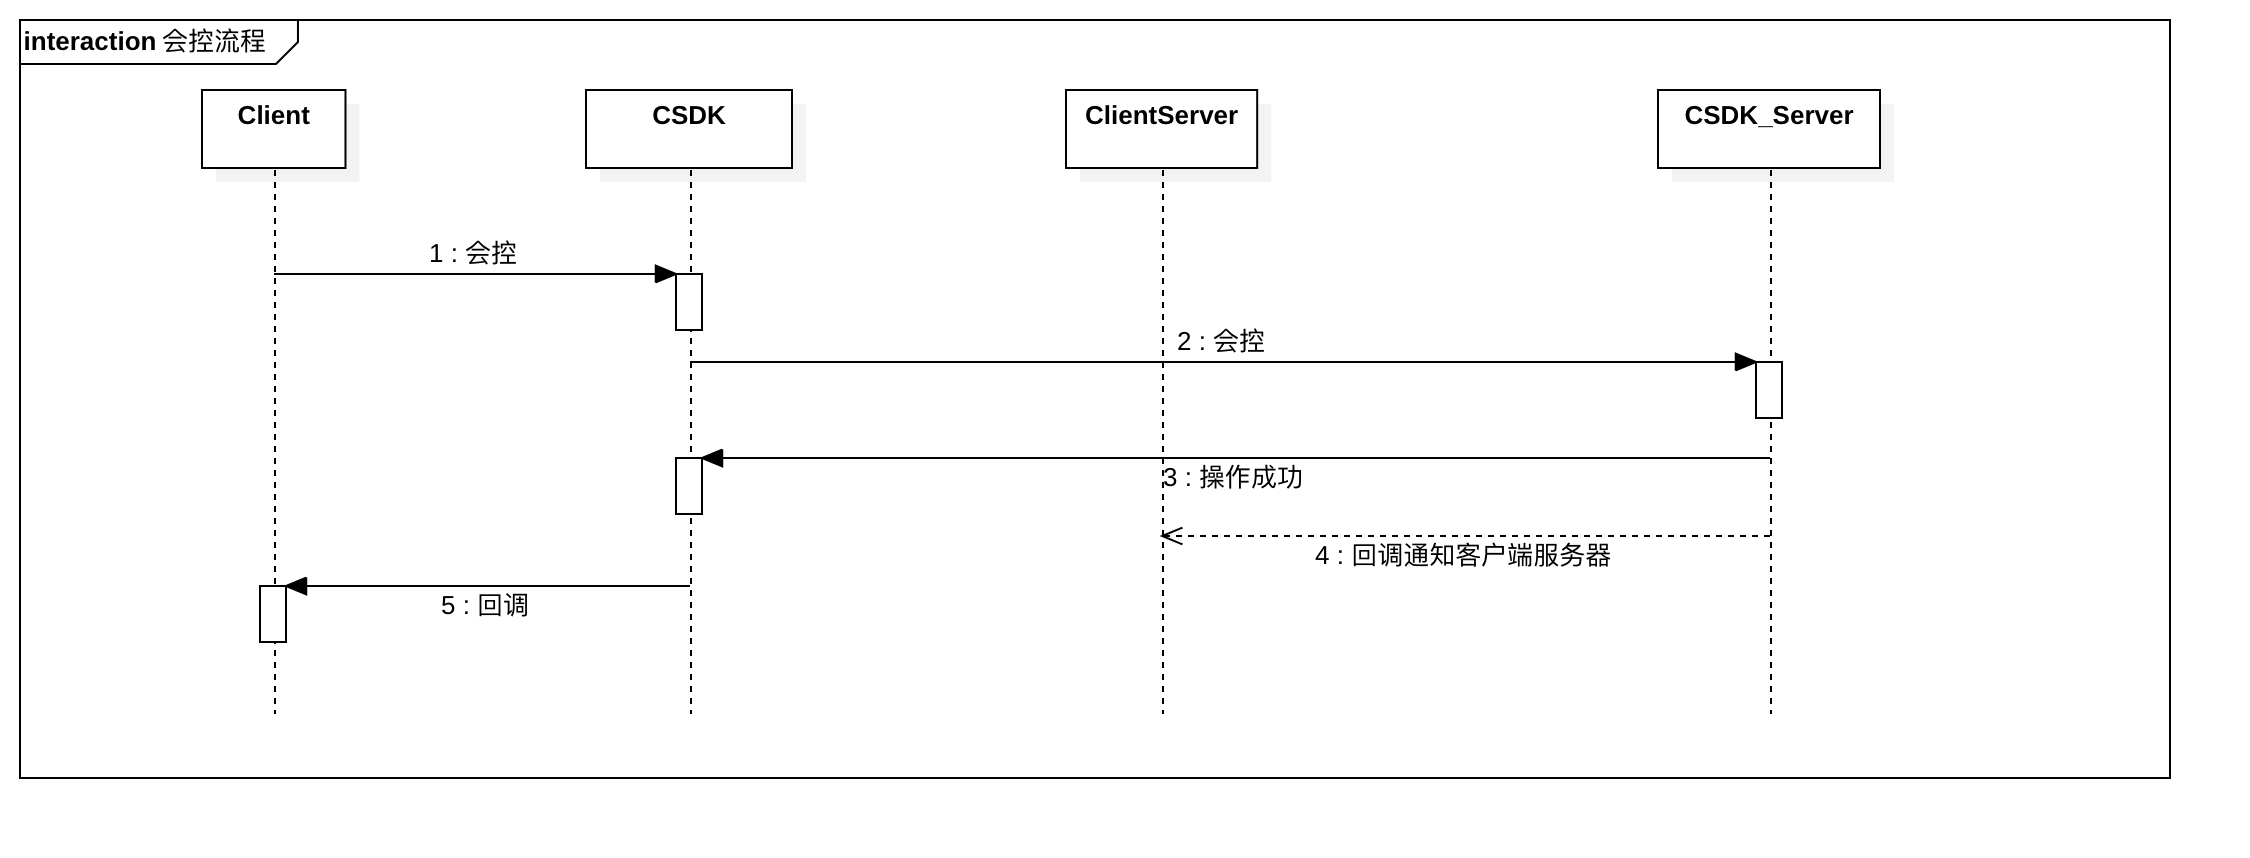 interaction 会控流程
Client
CSDK
ClientServer
CSDK_Server
1 : 会控
2 : 会控
3 : 操作成功
4 : 回调通知客户端服务器
5 : 回调